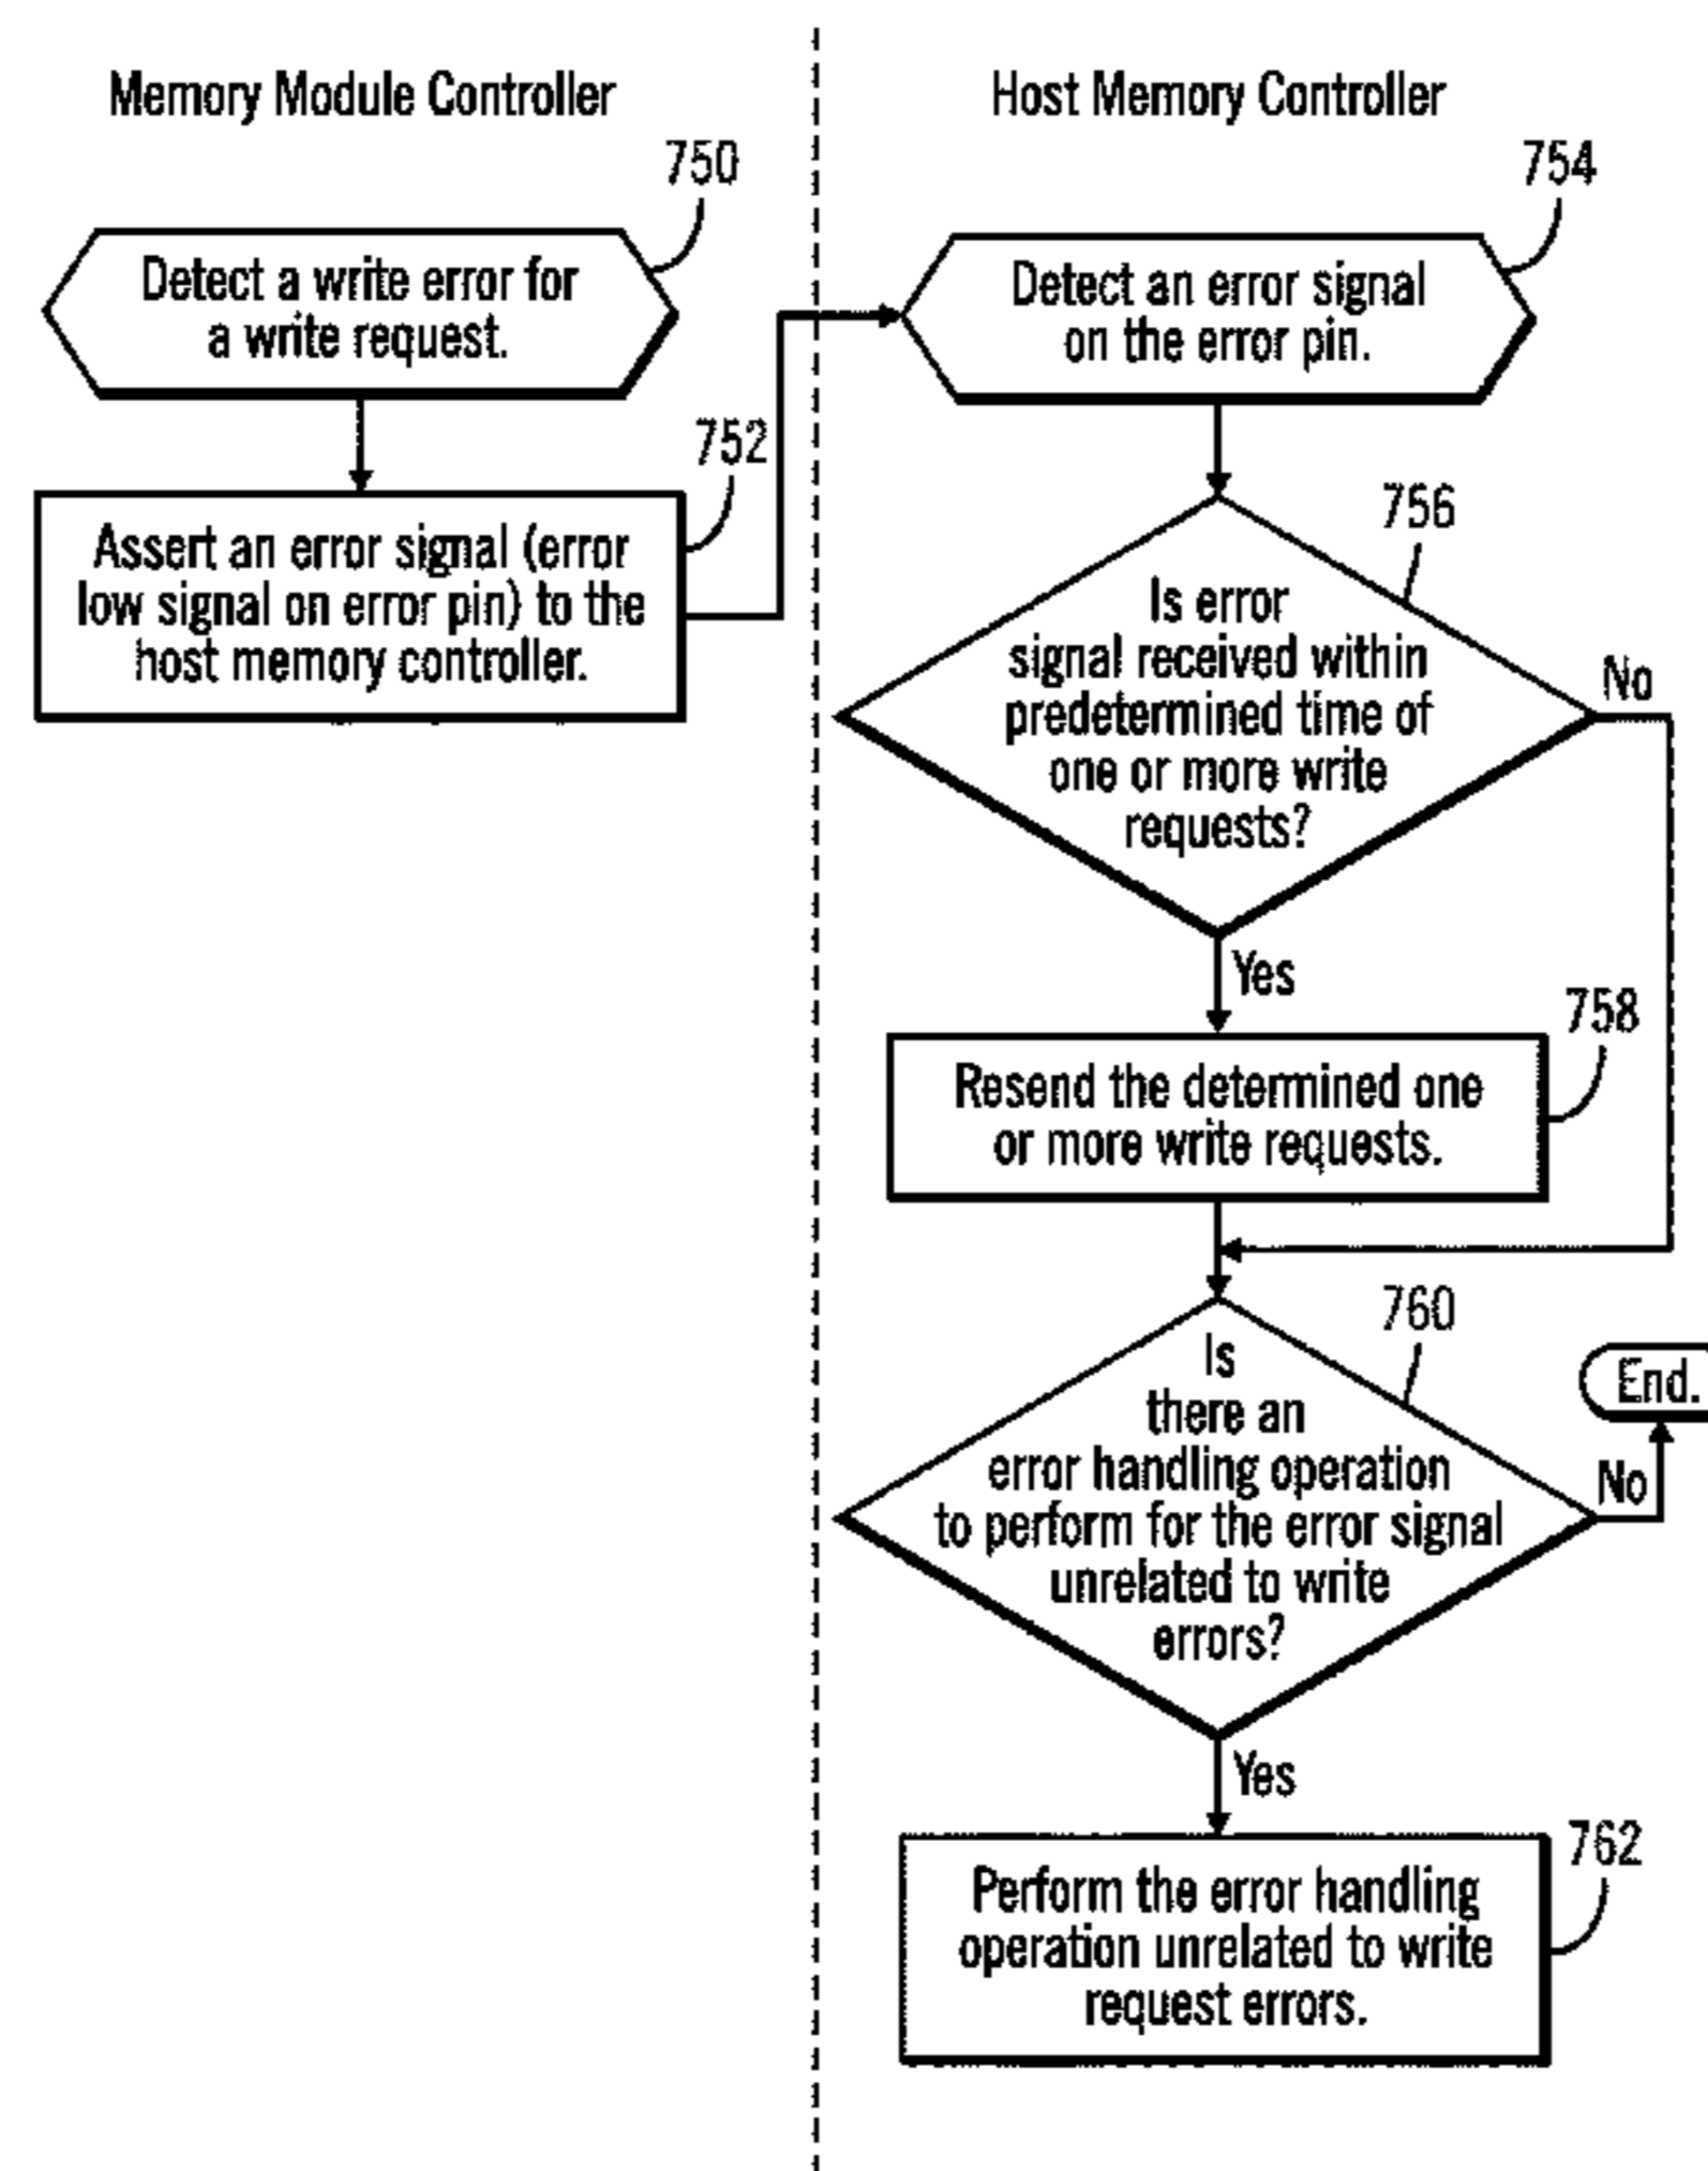 Memory Module Controller
750
Detect a write error for
a write request.
752
Assert an error signal (error
low signal on error pin) to the
host memory controller.
Host Memory Controller
754
Detect an error signal
on the error pin.
756
Is error
signal received within
predetermined time of
one or more write
requests?
No
Yes
758
Resend the determined one
or more write requests.
760
Is
there an
error handling operation
to perform for the error signal
unrelated to write
errors?
End.
No
Yes
762
Perform the error handling
operation unrelated to write
request errors.